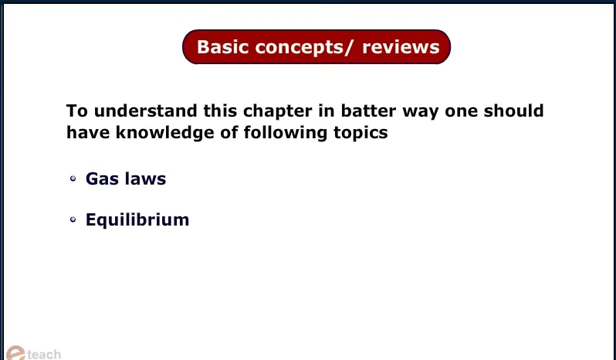 Basic concepts/ reviews
To understand this chapter in batter way one should
have knowledge of following topics
Gas laws
Equilibrium
e teach